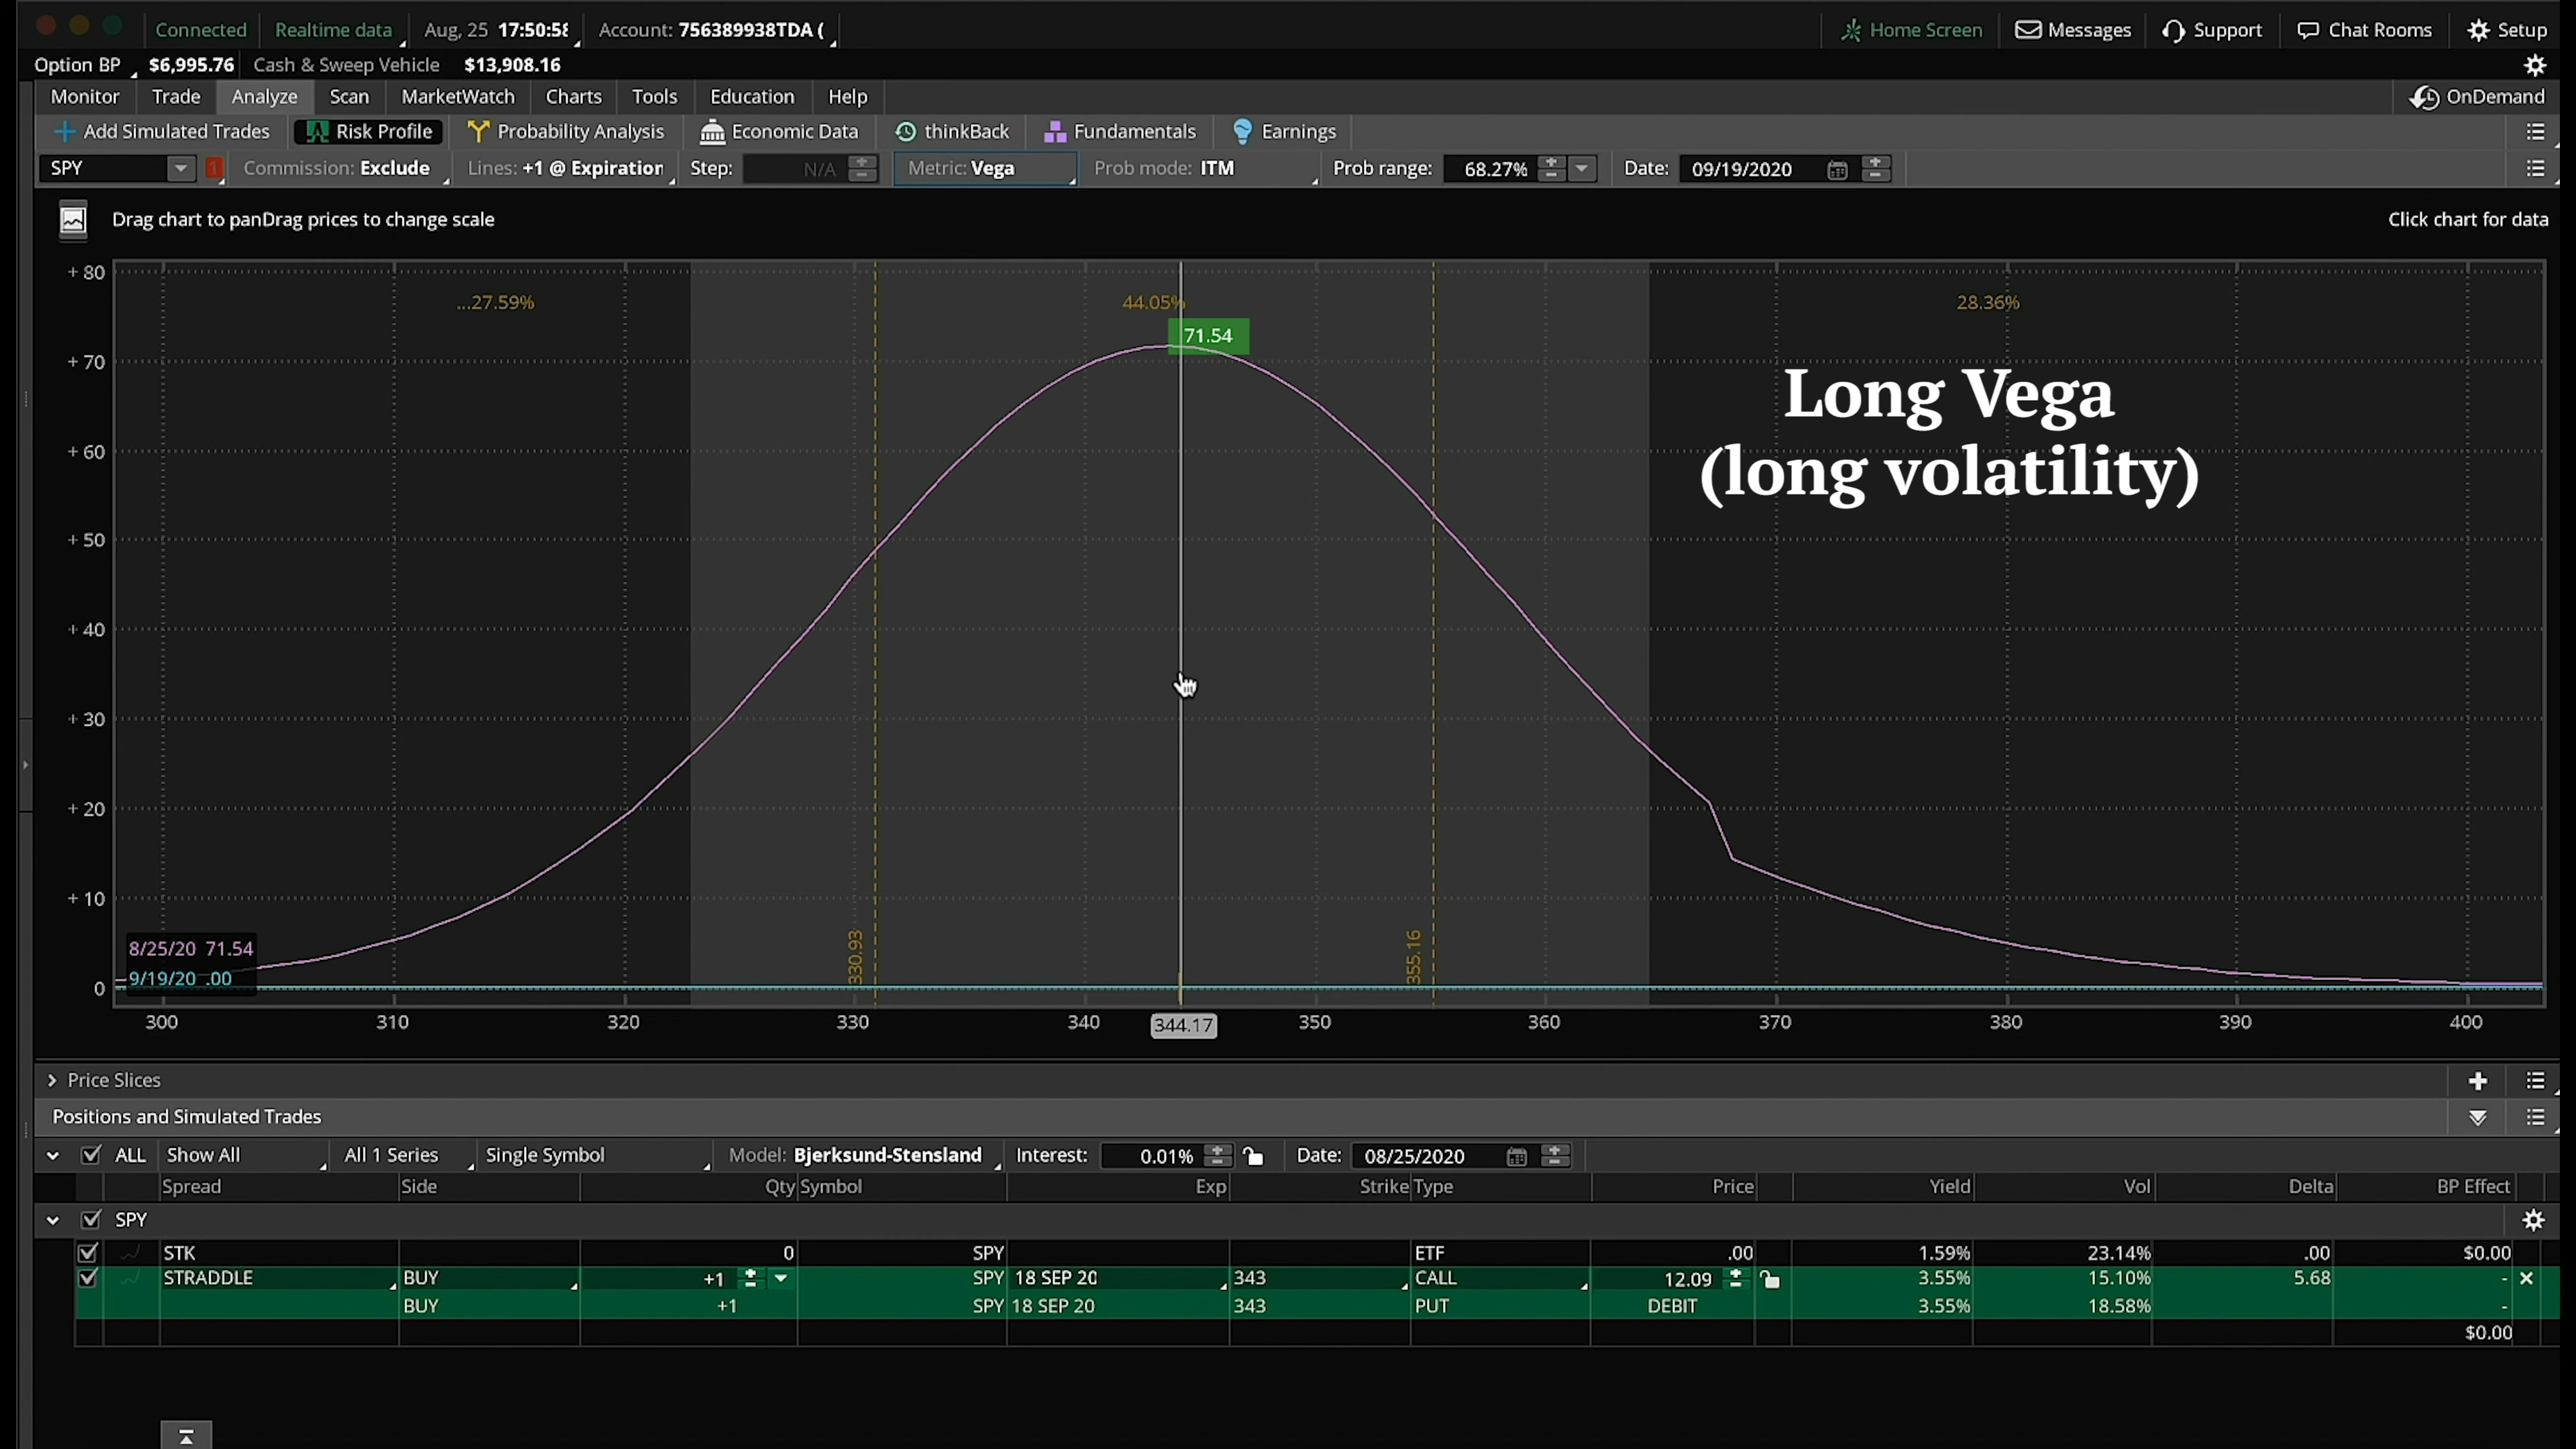 Connected Realtime data Aug, 25 17:50:58 Account: 756389938TDA ( Home Screen Messages Support Chat Rooms Setup
Option BP $6,995.76 Cash & Sweep Vehicle $13,908.16
Monitor Trade Analyze Scan MarketWatch Charts Tools Education Help OnDemand
Add Simulated Trades Risk Profile Probability Analysis Economic Data thinkBack Fundamentals Earnings
SPY 1 Commission: Exclude Lines: +1 @ Expiration Step: N/A Metric: Vega Prob mode: ITM Prob range: 68.27% Date: 09/19/2020
Drag chart to panDrag prices to change scale Click chart for data
+ 80
...27.59% 44.05% 28.36%
71.54
+ 70
Long Vega
(long volatility)
+ 60
+ 50
+ 40
+ 30
+ 20
+ 10
8/25/20 71.54
9/19/20 .00
330.93
355.16
0
300 310 320 330 340 344.17 350 360 370 380 390 400
Price Slices
Positions and Simulated Trades
ALL Show All All 1 Series Single Symbol Model: Bjerksund-Stensland Interest: 0.01% Date: 08/25/2020
Spread Side Qty Symbol Exp Strike Type Price Yield Vol Delta BP Effect
SPY
STK 0 SPY ETF .00 1.59% 23.14% .00 $0.00
STRADDLE BUY +1 SPY 18 SEP 20 343 CALL 12.09 3.55% 15.10% 5.68 -
BUY +1 SPY 18 SEP 20 343 PUT DEBIT 3.55% 18.58% -
$0.00